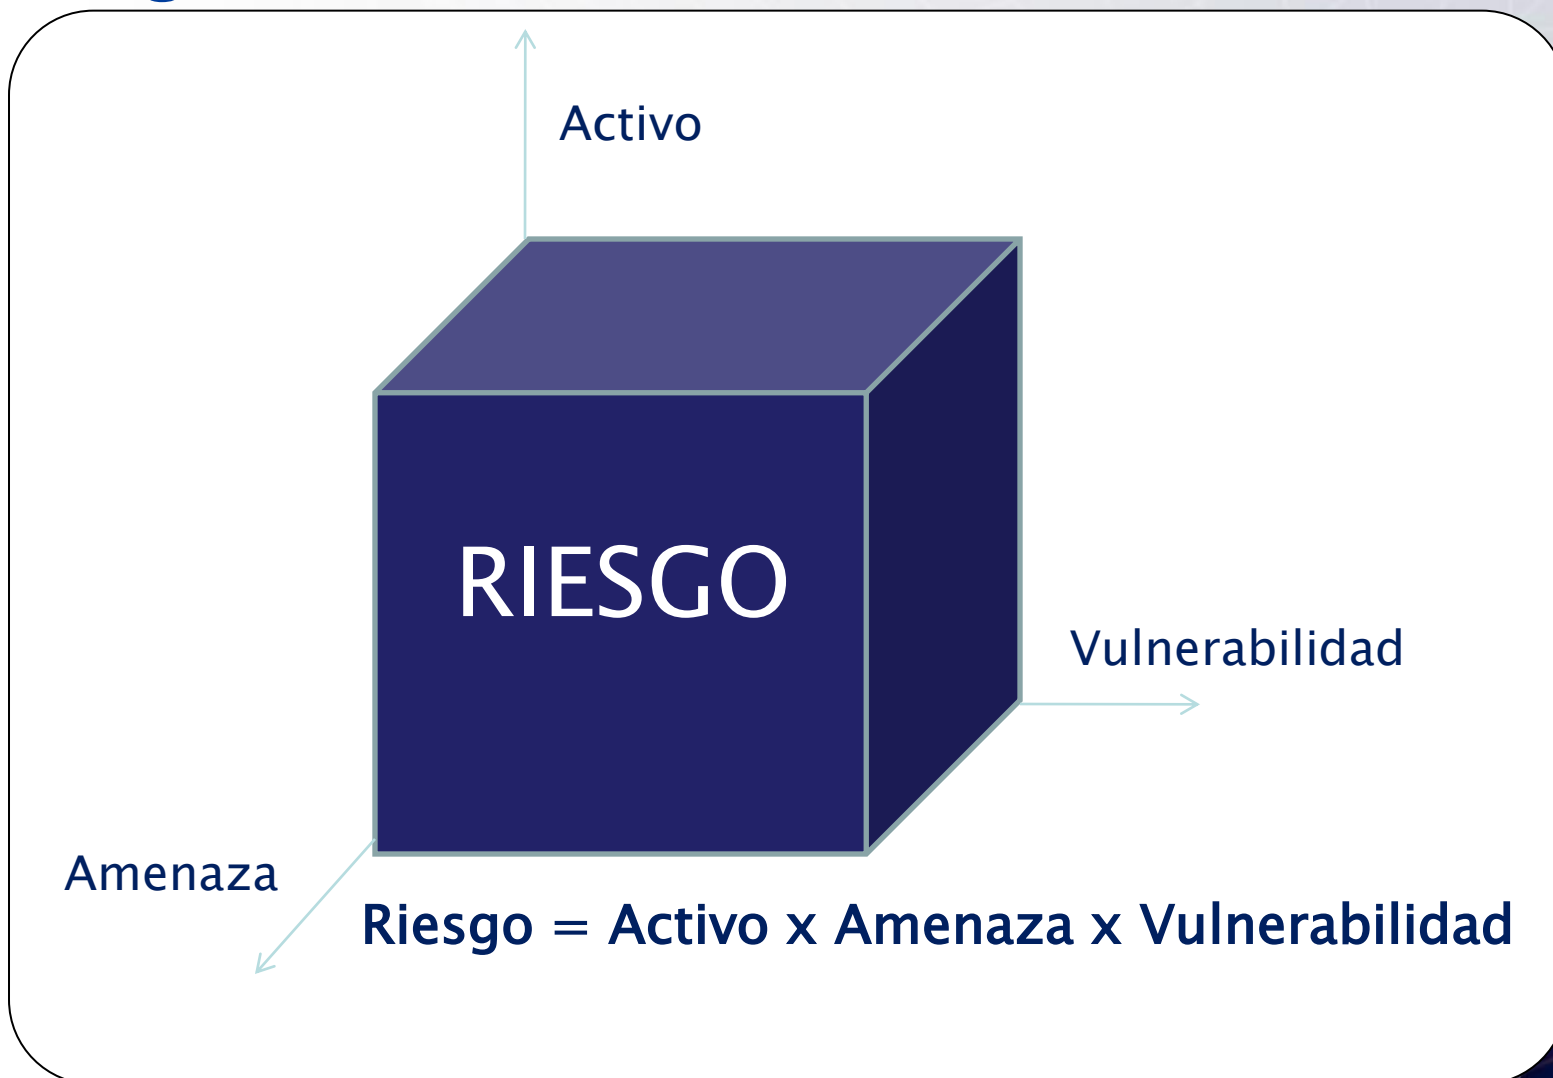 Activo
RIESGO
Vulnerabilidad
Amenaza
Riesgo = Activo x Amenaza x Vulnerabilidad